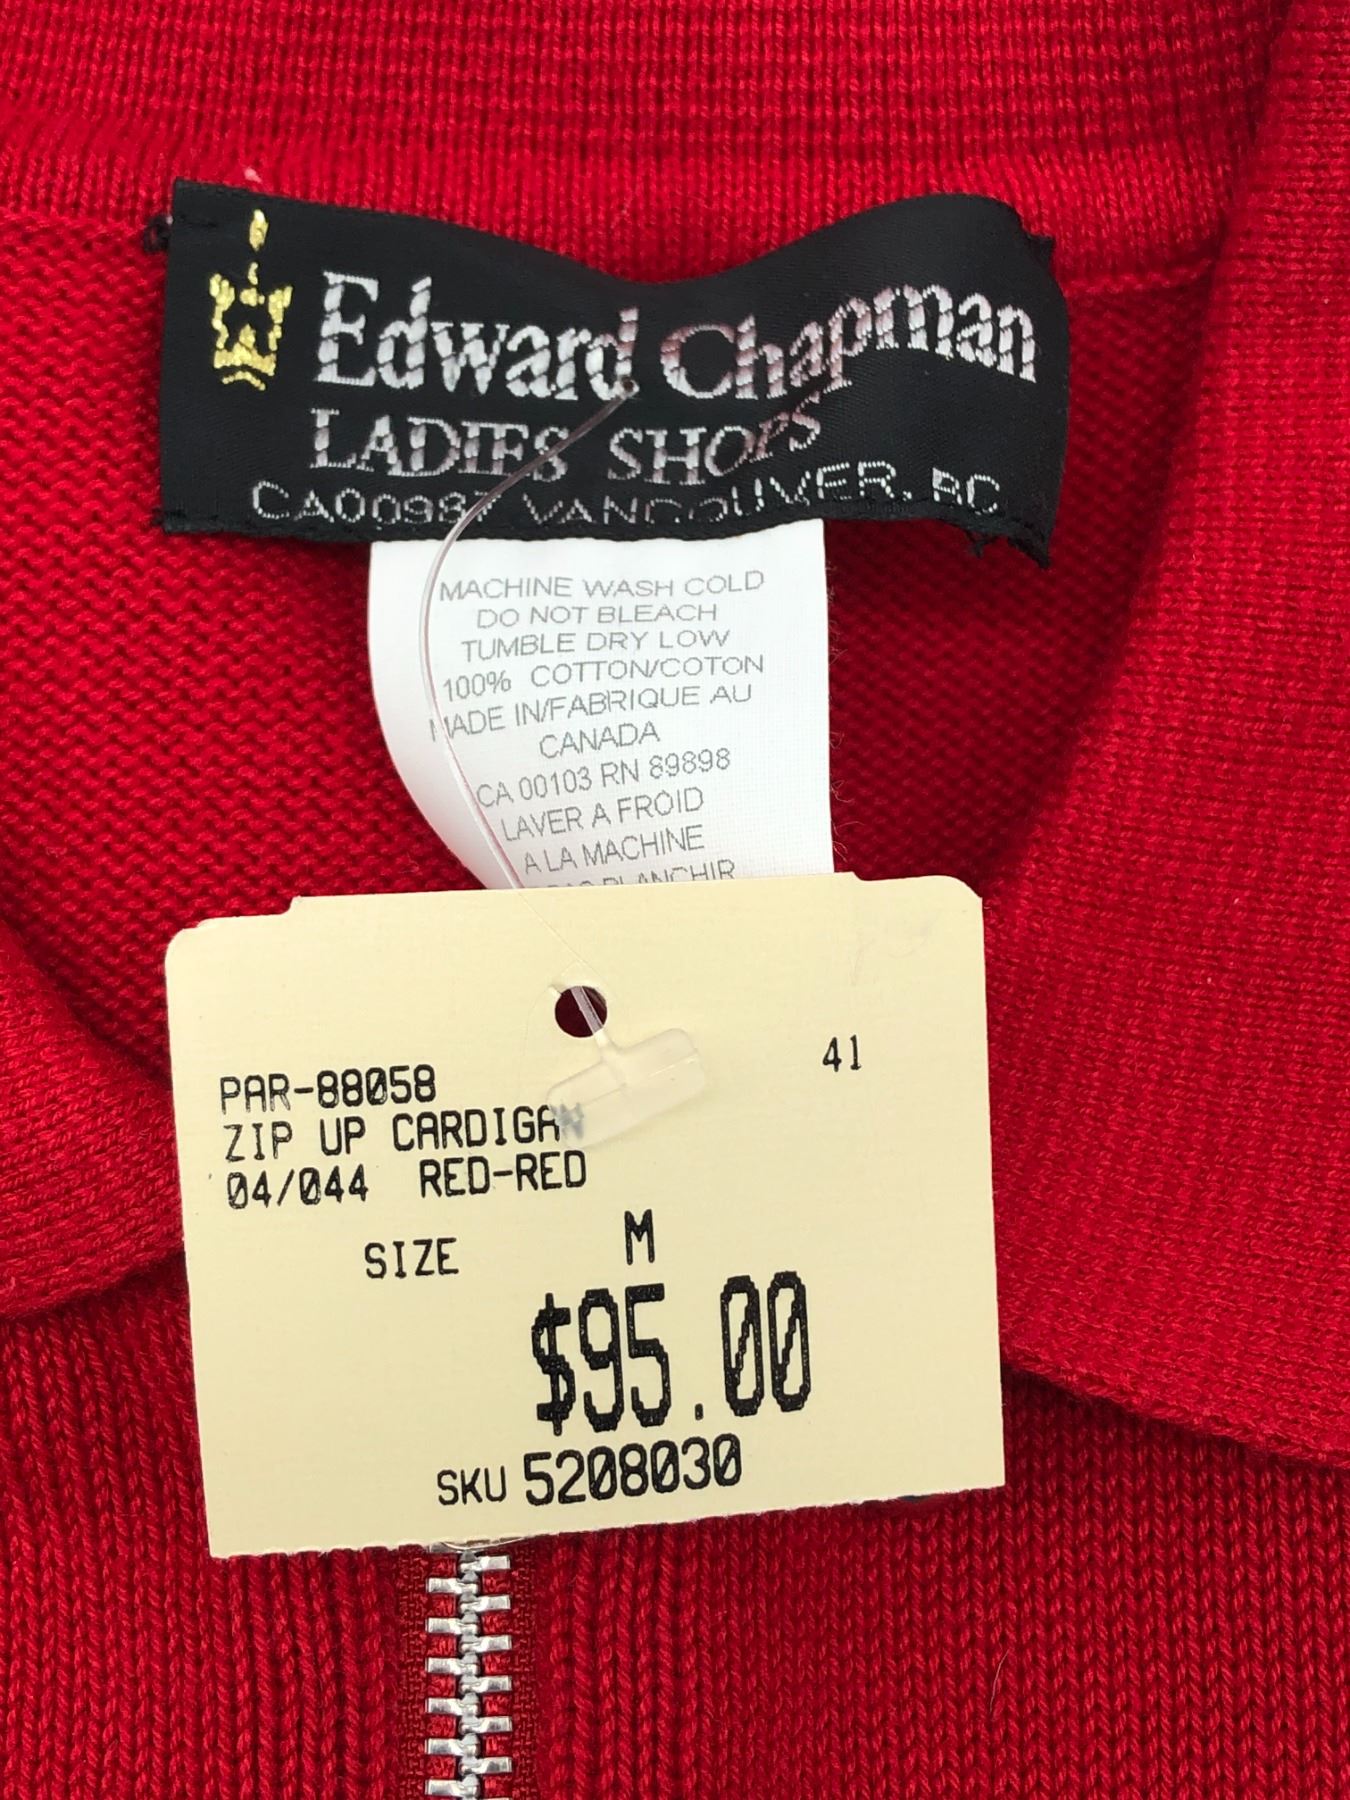 Edward Chapman
LADIES SHOPS
CA00987 VANCOUVER, BC
MACHINE WASH COLD
DO NOT BLEACH
TUMBLE DRY LOW
100% COTTON/COTON
MADE IN/FABRIQUE AU
CANADA
CA 00103 RN 89898
LAVER A FROID
A LA MACHINE
PAS BLANCHIR
41
PAR-88058
ZIP UP CARDIGAN
04/044 RED-RED
SIZE M
$95.00
SKU 5208030